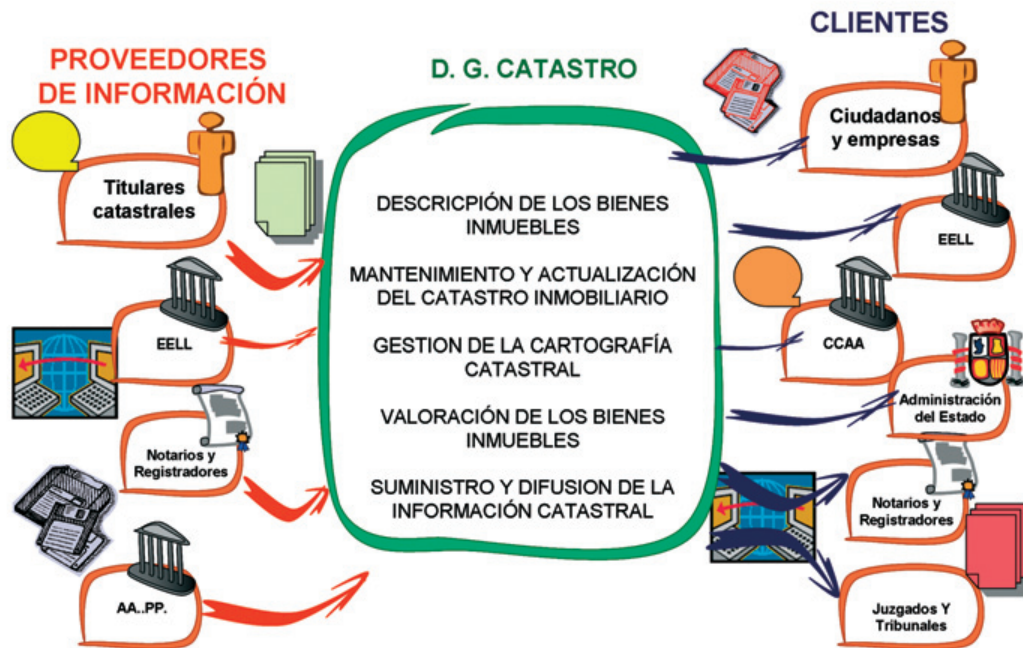 PROVEEDORES
DE INFORMACIÓN
Titulares
catastrales
EELL
Notarios y
Registradores
AA..PP.
D. G. CATASTRO
DESCRICPIÓN DE LOS BIENES
INMUEBLES
MANTENIMIENTO Y ACTUALIZACIÓN
DEL CATASTRO INMOBILIARIO
GESTION DE LA CARTOGRAFÍA
CATASTRAL
VALORACIÓN DE LOS BIENES
INMUEBLES
SUMINISTRO Y DIFUSION DE LA
INFORMACIÓN CATASTRAL
CLIENTES
Ciudadanos
y empresas
EELL
CCAA
Administración
del Estado
Notarios y
Registradores
Juzgados Y
Tribunales